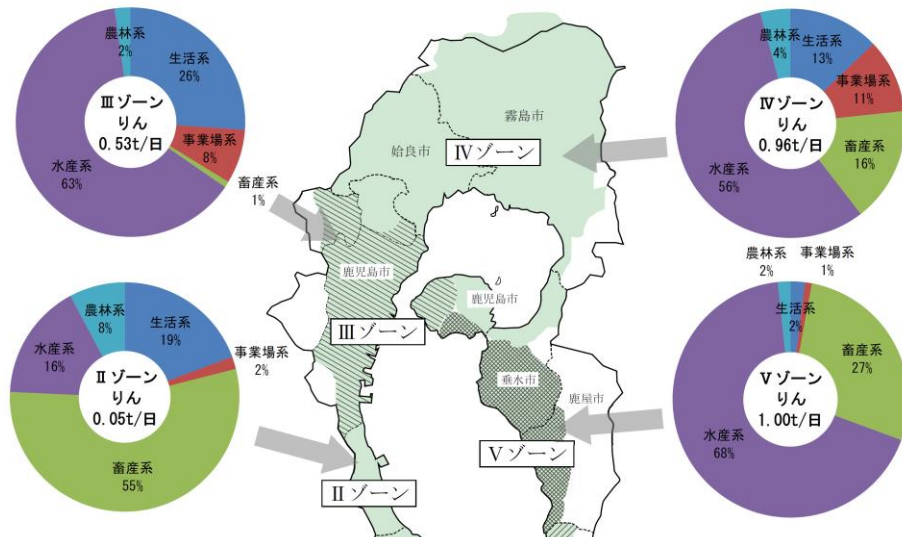 農林系
2%
生活系
26%
事業場系
8%
畜産系
1%
水産系
63%
Ⅲゾーン
りん
0.53t/日
農林系
4%
生活系
13%
事業場系
11%
畜産系
16%
水産系
56%
Ⅳゾーン
りん
0.96t/日
霧島市
姶良市
Ⅳゾーン
鹿児島市
鹿児島市
Ⅲゾーン
垂水市
鹿屋市
Ⅴゾーン
Ⅱゾーン
農林系
8%
生活系
19%
事業場系
2%
水産系
16%
畜産系
55%
Ⅱゾーン
りん
0.05t/日
農林系
2%
事業場系
1%
生活系
2%
畜産系
27%
水産系
68%
Ⅴゾーン
りん
1.00t/日